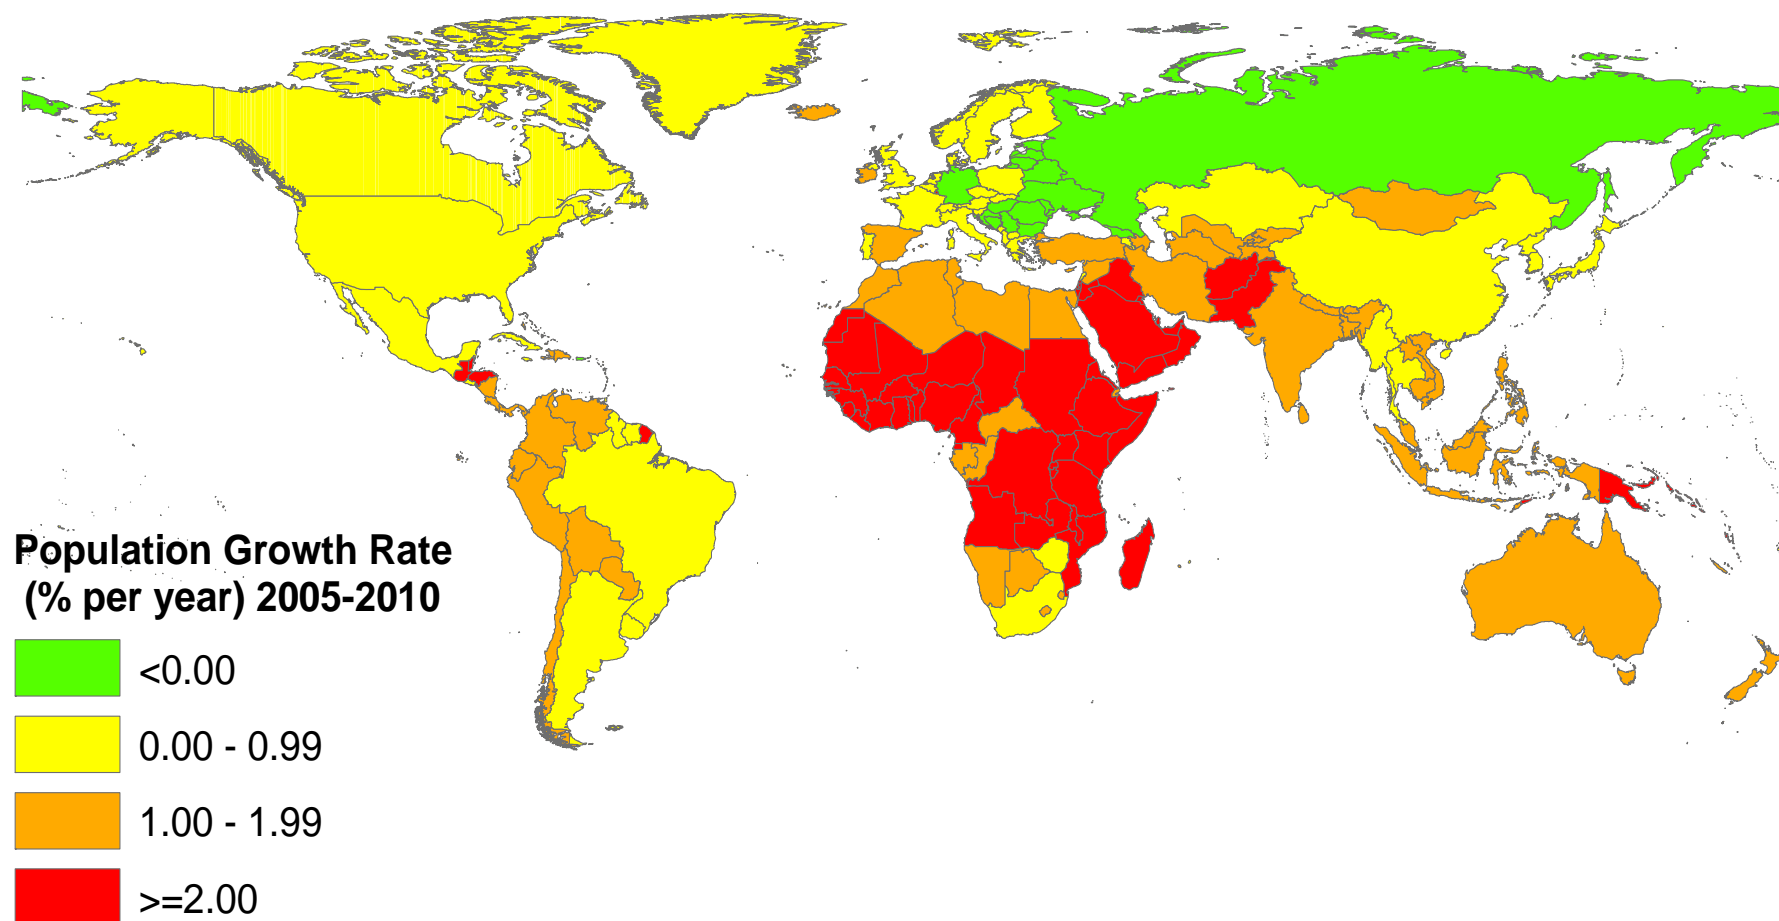 Population Growth Rate
(% per year) 2005-2010
<0.00
0.00 - 0.99
1.00 - 1.99
>=2.00